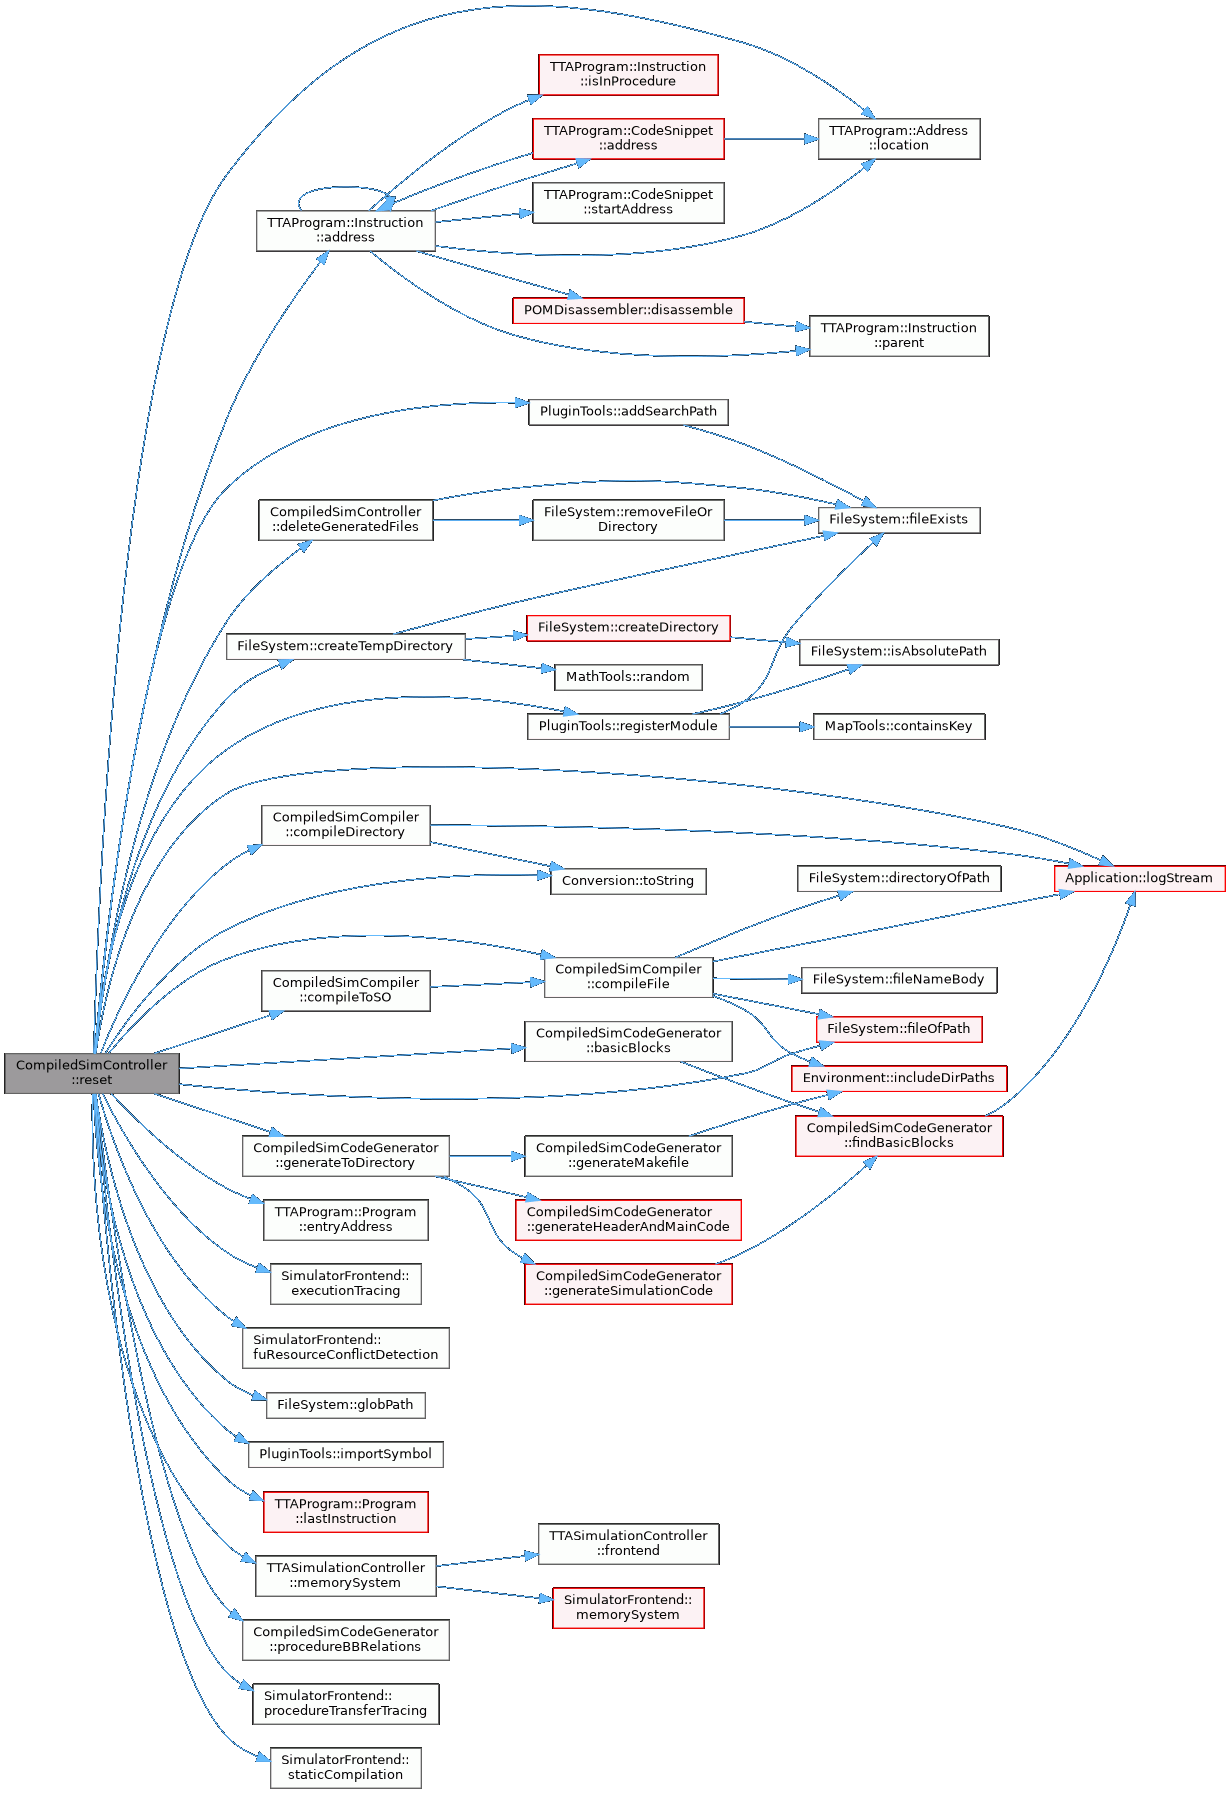 TTAProgram::Instruction
::isInProcedure
TTAProgram::CodeSnippet
::address
TTAProgram::Address
::location
TTAProgram::CodeSnippet
::startAddress
TTAProgram::Instruction
::address
POMDisassembler::disassemble
TTAProgram::Instruction
::parent
PluginTools::addSearchPath
CompiledSimController
::deleteGeneratedFiles
FileSystem::removeFileOr
Directory
FileSystem::fileExists
FileSystem::createTempDirectory
FileSystem::createDirectory
FileSystem::isAbsolutePath
MathTools::random
PluginTools::registerModule
MapTools::containsKey
CompiledSimCompiler
::compileDirectory
Conversion::toString
FileSystem::directoryOfPath
Application::logStream
CompiledSimCompiler
::compileFile
FileSystem::fileNameBody
CompiledSimCompiler
::compileToSO
FileSystem::fileOfPath
CompiledSimCodeGenerator
::basicBlocks
CompiledSimController
::reset
Environment::includeDirPaths
CompiledSimCodeGenerator
::findBasicBlocks
CompiledSimCodeGenerator
::generateToDirectory
CompiledSimCodeGenerator
::generateMakefile
TTAProgram::Program
::entryAddress
CompiledSimCodeGenerator
::generateHeaderAndMainCode
SimulatorFrontend::
executionTracing
CompiledSimCodeGenerator
::generateSimulationCode
SimulatorFrontend::
fuResourceConflictDetection
FileSystem::globPath
PluginTools::importSymbol
TTAProgram::Program
::lastInstruction
TTASimulationController
::memorySystem
TTASimulationController
::frontend
SimulatorFrontend::
memorySystem
CompiledSimCodeGenerator
::procedureBBRelations
SimulatorFrontend::
procedureTransferTracing
SimulatorFrontend::
staticCompilation